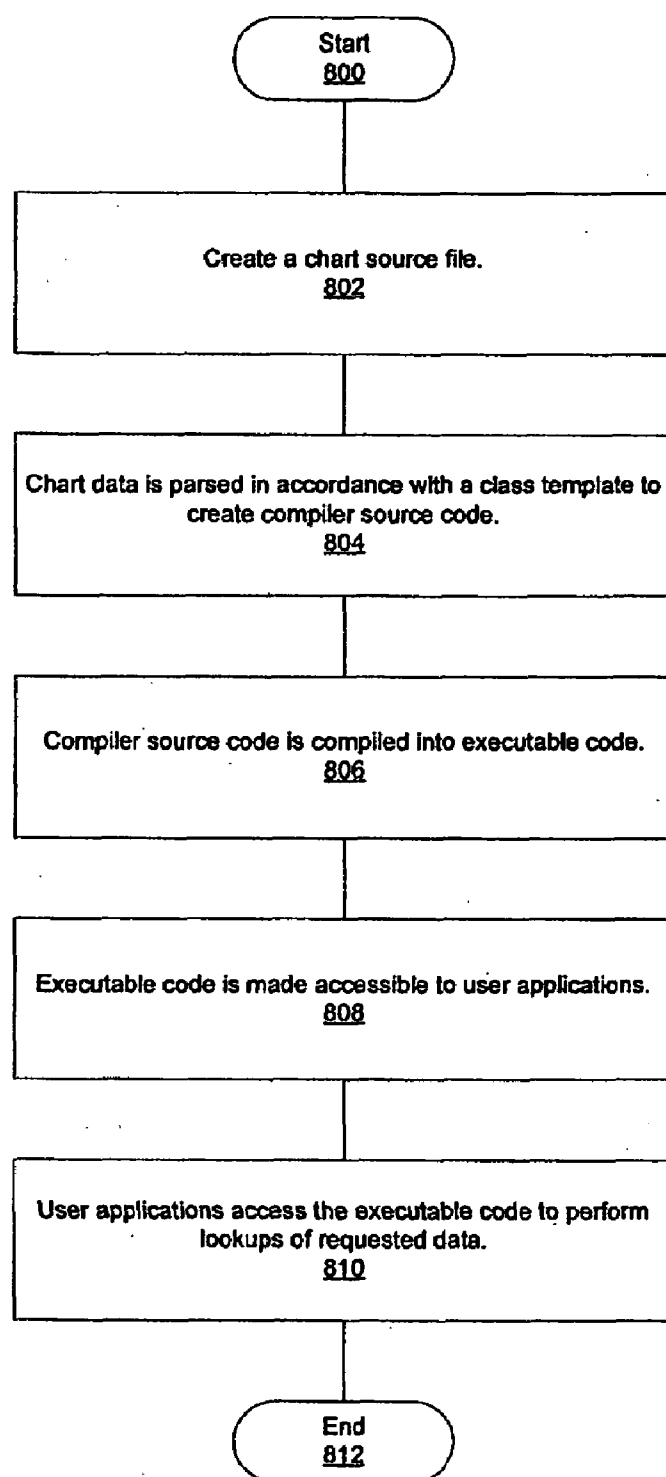 Start
800
Create a chart source file.
802
Chart data is parsed in accordance with a class template to
create compiler source code.
804
Compiler source code is compiled into executable code.
806
Executable code is made accessible to user applications.
808
User applications access the executable code to perform
lookups of requested data.
810
End
812